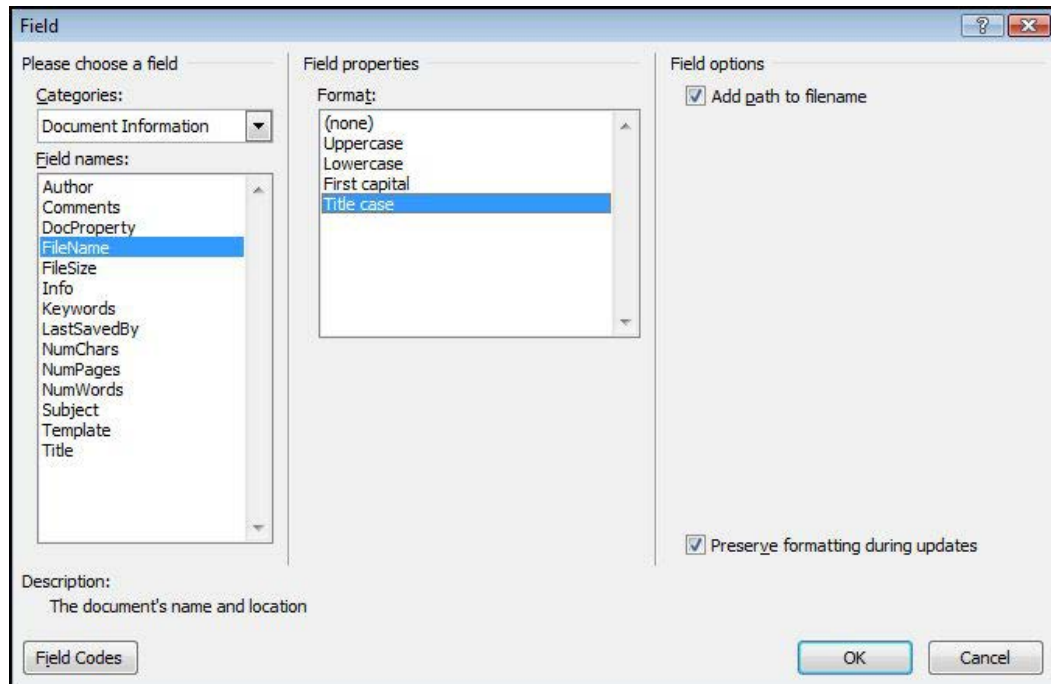 Field
Please choose a field
Categories:
Document Information
Field names:
Author
Comments
DocProperty
FileName
FileSize
Info
Keywords
LastSavedBy
NumChars
NumPages
NumWords
Subject
Template
Title
Field properties
Format:
(none)
Uppercase
Lowercase
First capital
Title case
Field options
Add path to filename
Preserve formatting during updates
Description:
The document's name and location
Field Codes
OK
Cancel